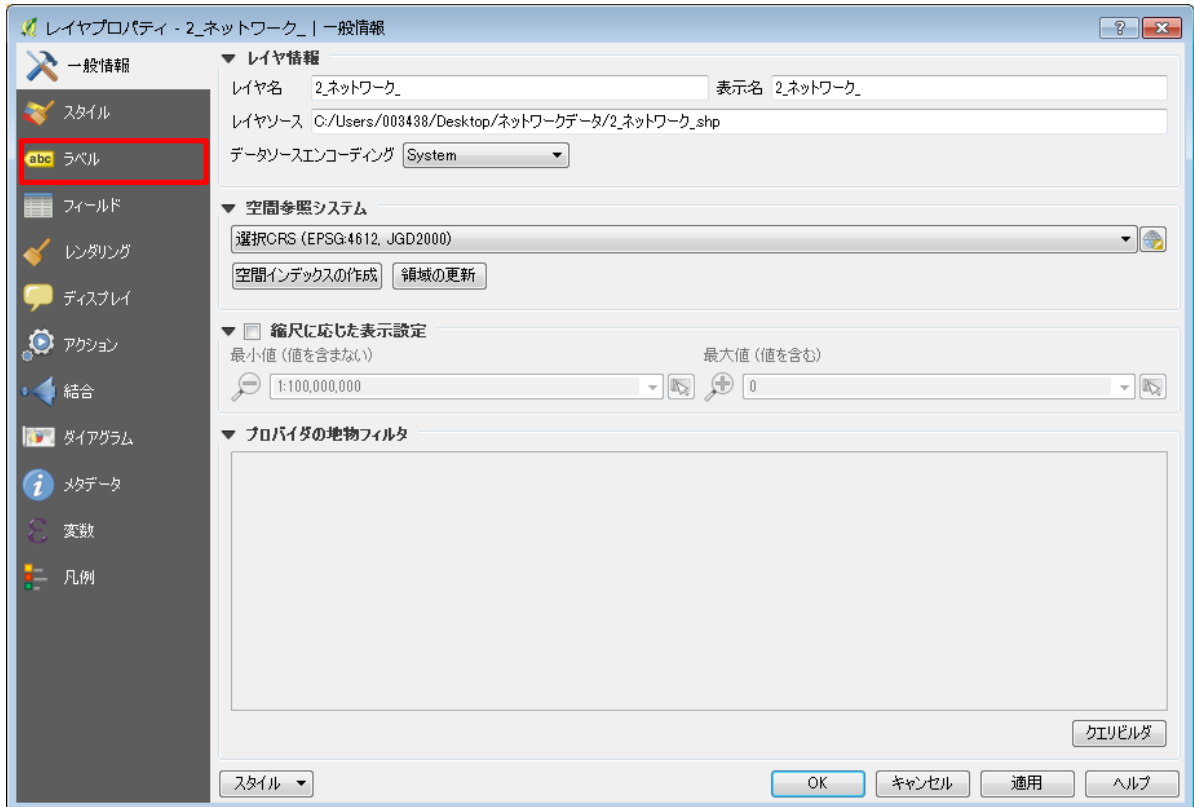 レイヤプロパティ - 2_ネットワーク_ | 一般情報
一般情報
スタイル
abc ラベル
フィールド
レンダリング
ディスプレイ
アクション
結合
ダイアグラム
メタデータ
変数
凡例
レイヤ情報
レイヤ名 2_ネットワーク_ 表示名 2_ネットワーク_
レイヤソース C:/Users/003438/Desktop/ネットワークデータ/2_ネットワーク_.shp
データソースエンコーディング System
空間参照システム
選択CRS (EPSG:4612, JGD2000)
空間インデックスの作成 領域の更新
縮尺に応じた表示設定
最小値 (値を含まない) 最大値 (値を含む)
1:100,000,000 0
プロバイダの地物フィルタ
クエリビルダ
スタイル OK キャンセル 適用 ヘルプ